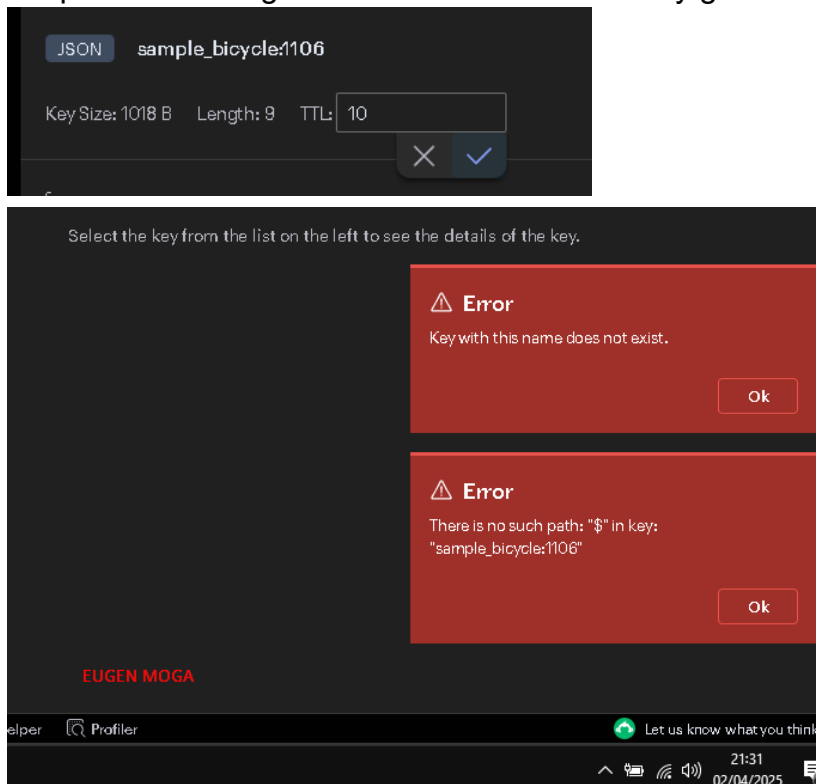 JSON sample_bicycle:1106
Key Size: 1018 B Length: 9 TTL: 10
Select the key from the list on the left to see the details of the key.
Error
Key with this name does not exist.
Ok
Error
There is no such path: "$" in key:
"sample_bicycle:1106"
Ok
EUGEN MOGA
elper Profiler Let us know what you think
21:31
02/04/2025